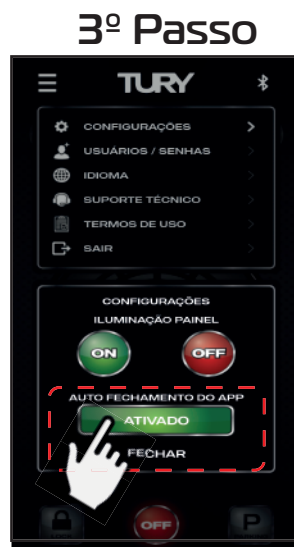 3º Passo
TURY
CONFIGURAÇÕES
USUÁRIOS / SENHAS
IDIOMA
SUPORTE TÉCNICO
TERMOS DE USO
SAIR
CONFIGURAÇÕES
ILUMINAÇÃO PAINEL
ON OFF
AUTO FECHAMENTO DO APP
ATIVADO
FECHAR
OFF P